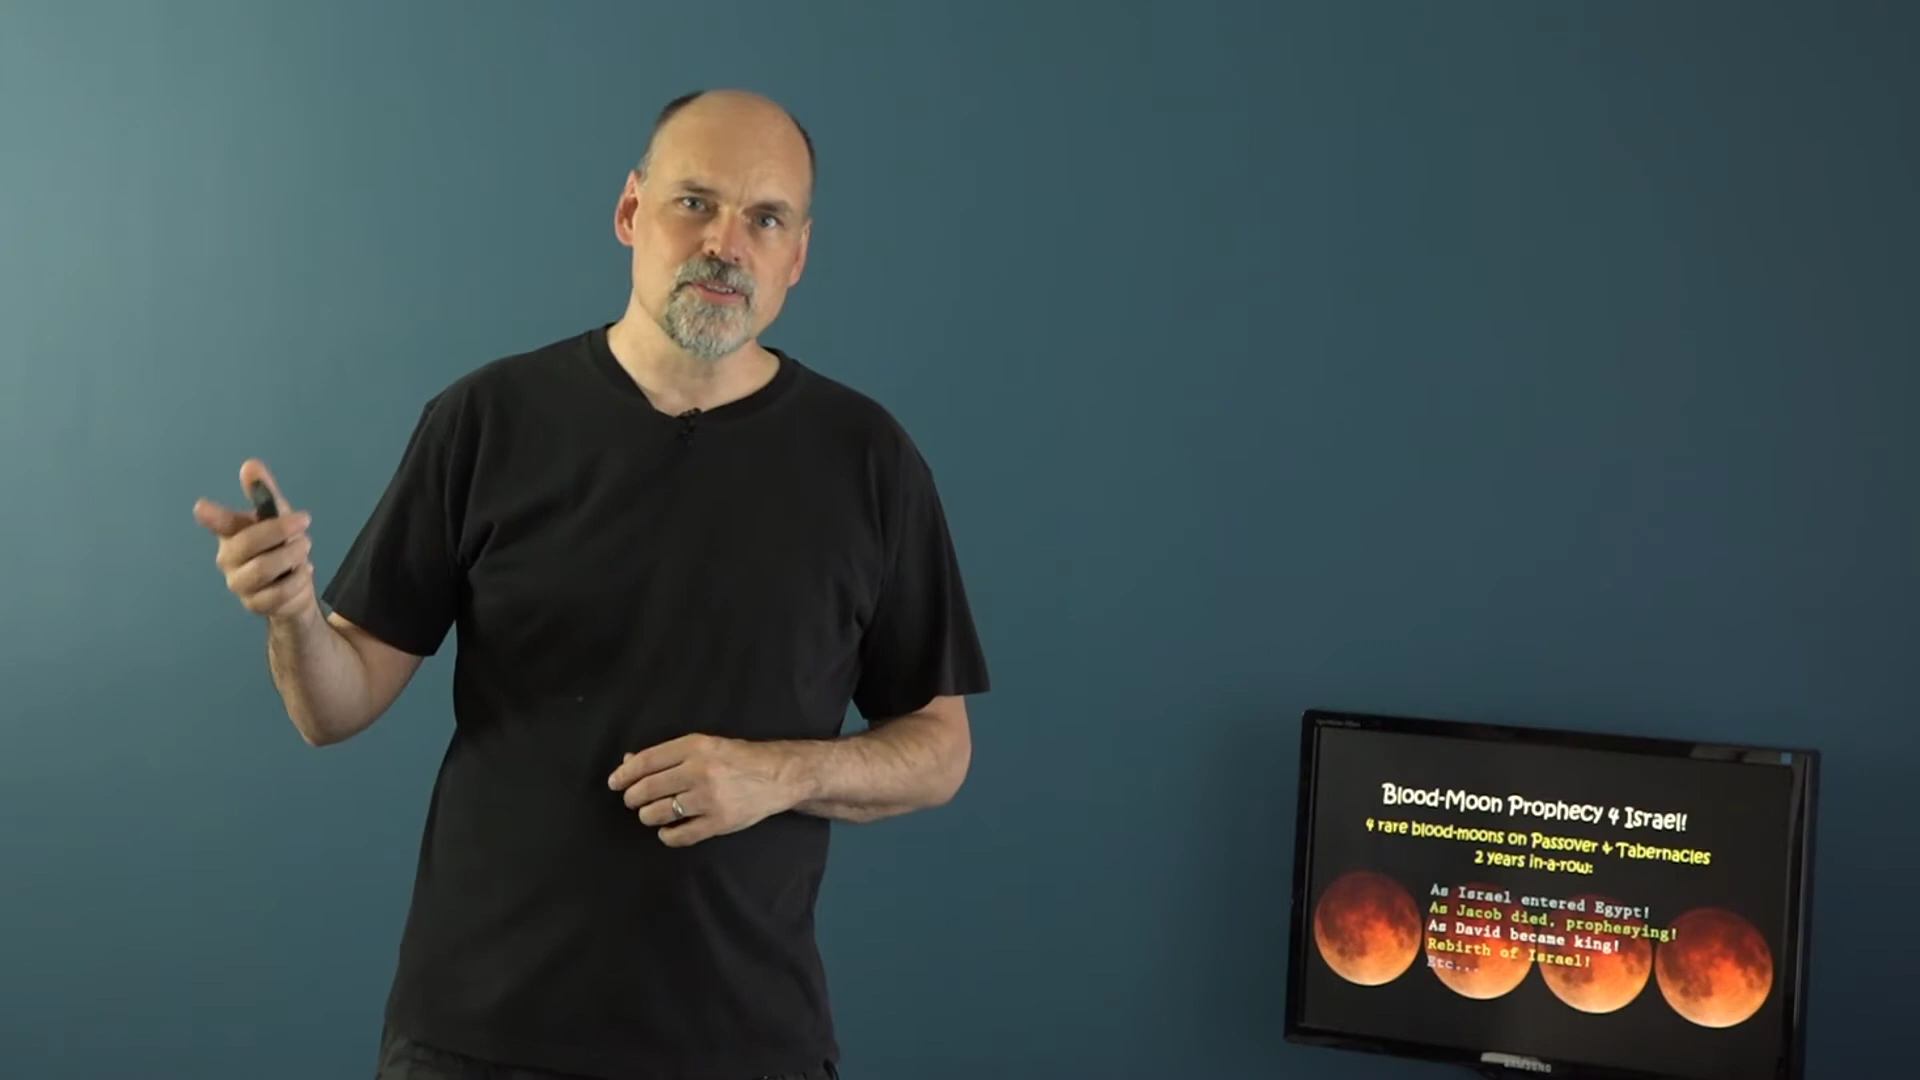 Blood-Moon Prophecy 4 Israel!
4 rare blood-moons on Passover & Tabernacles
2 years in-a-row:
As Israel entered Egypt!
As Jacob died, prophesying!
As David became king!
Rebirth of Israel!
Etc...
SAMSUNG